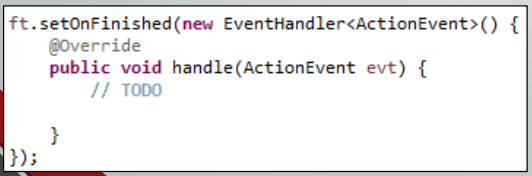 ft.setOnFinished(new EventHandler<ActionEvent>() {
    @Override
    public void handle(ActionEvent evt) {
        // TODO

    }
});